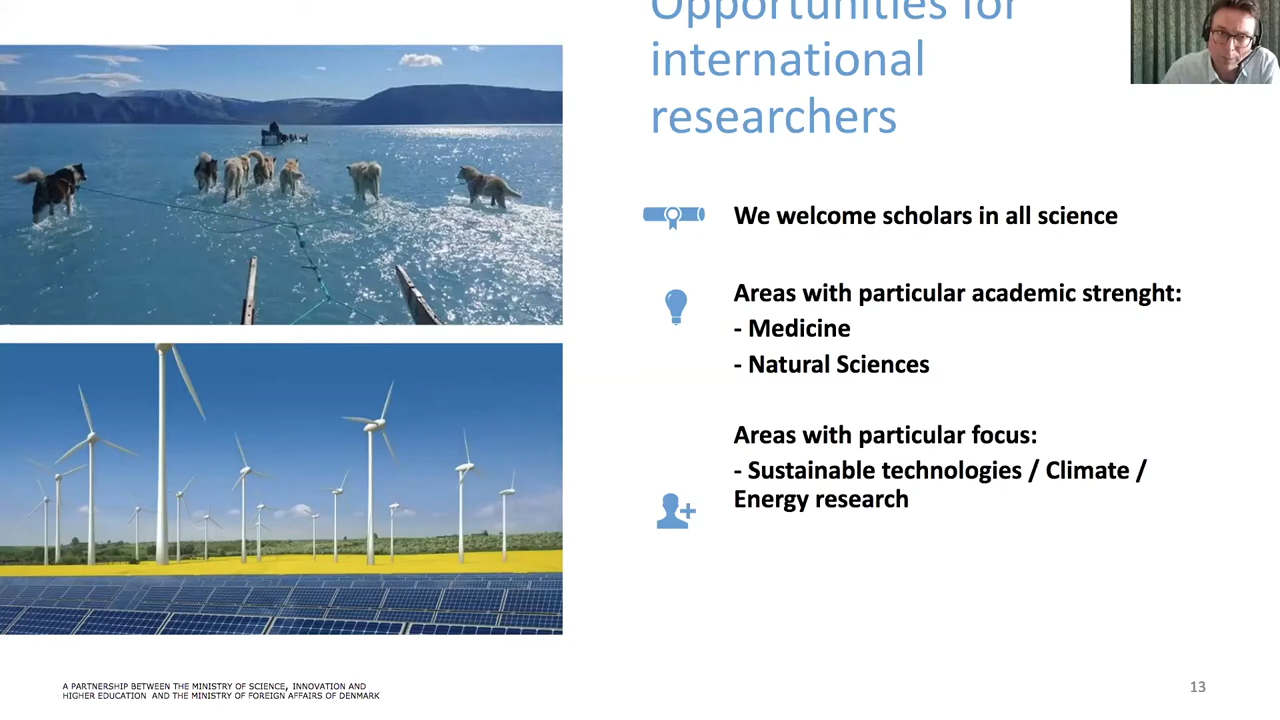 Opportunities for
international
researchers
We welcome scholars in all science
Areas with particular academic strenght:
- Medicine
- Natural Sciences
Areas with particular focus:
- Sustainable technologies / Climate /
Energy research
A PARTNERSHIP BETWEEN THE MINISTRY OF SCIENCE, INNOVATION AND
HIGHER EDUCATION AND THE MINISTRY OF FOREIGN AFFAIRS OF DENMARK
13